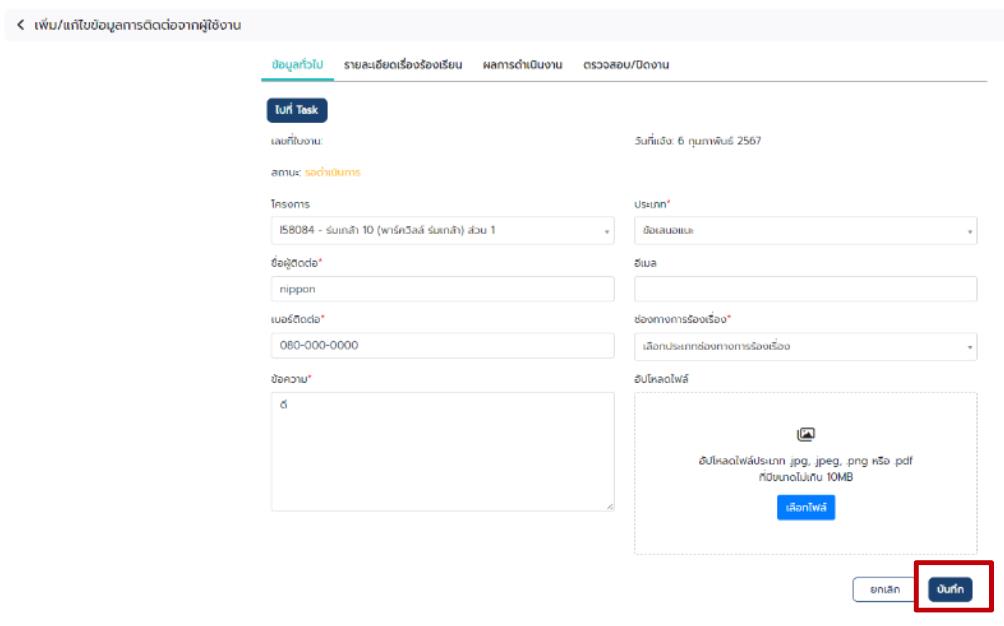 เพิ่ม/แก้ไขข้อมูลการติดต่อจากผู้ใช้งาน
ข้อมูลทั่วไป รายละเอียดเรื่องร้องเรียน ผลการดำเนินงาน ตรวจสอบ/ปิดงาน
ไปที่ Task
เลขที่ใบงาน: วันที่แจ้ง: 6 กุมภาพันธ์ 2567
สถานะ: รอดำเนินการ
โครงการ ประเภท*
I58084 - ร่มเกล้า 10 (พาร์ควิลล์ ร่มเกล้า) ส่วน 1 ข้อเสนอแนะ
ชื่อผู้ติดต่อ* อีเมล
nippon
เบอร์ติดต่อ* ช่องทางการร้องเรื่อง*
080-000-0000 เลือกประเภทช่องทางการร้องเรื่อง
ข้อความ* อัปโหลดไฟล์
ดี
อัปโหลดไฟล์ประเภท .jpg, .jpeg, .png หรือ .pdf
ที่มีขนาดไม่เกิน 10MB
เลือกไฟล์
ยกเลิก บันทึก